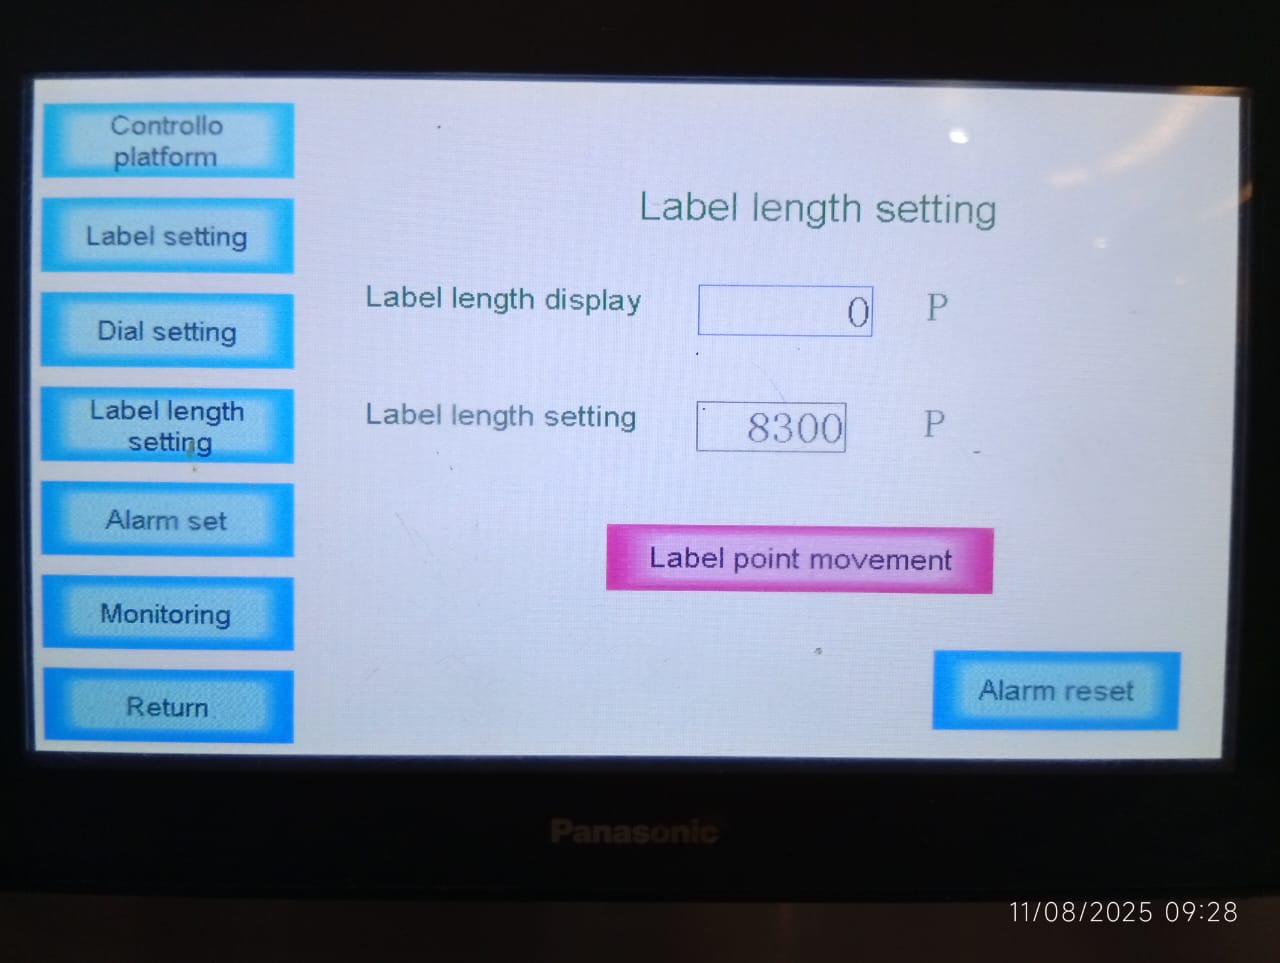 Controllo
platform
Label setting
Dial setting
Label length
setting
Alarm set
Monitoring
Return
Label length setting
Label length display 0 P
Label length setting 8300 P
Label point movement
Alarm reset
Panasonic
11/08/2025 09:28